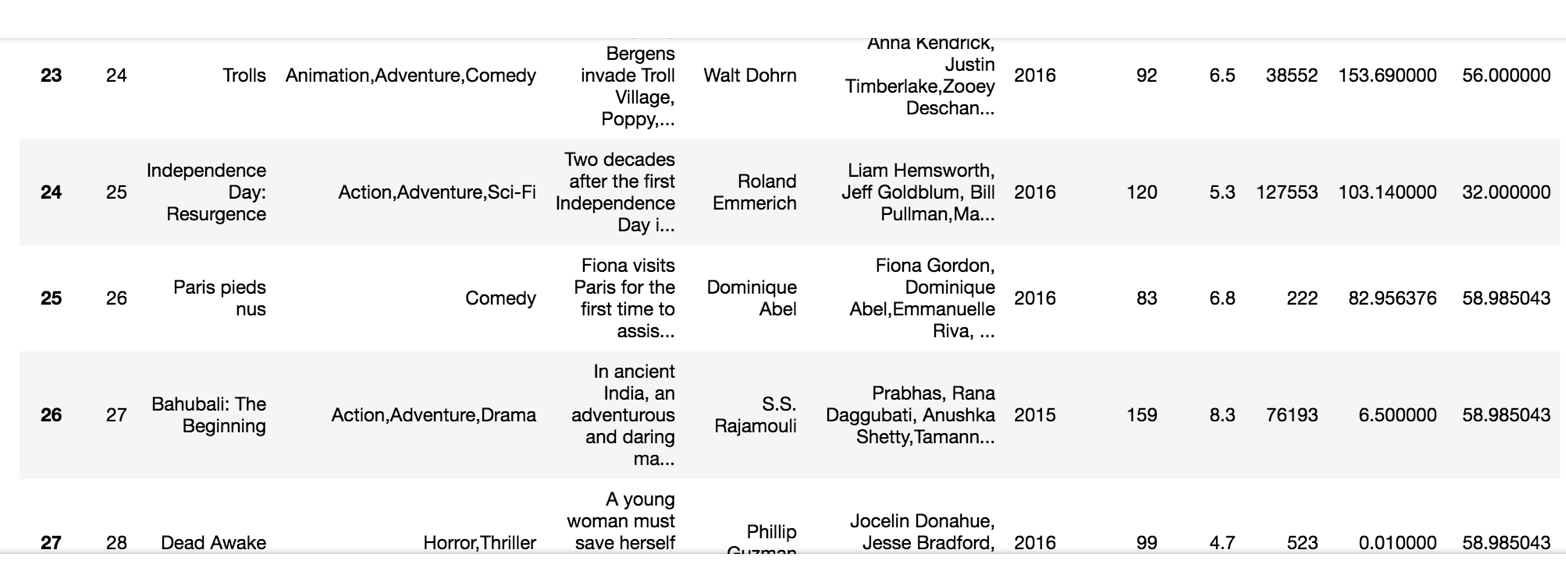 23
24
Trolls
Animation,Adventure,Comedy
Bergens
invade Troll
Village,
Poppy,...
Walt Dohrn
Anna Kendrick,
Justin
Timberlake,Zooey
Deschan...
2016
92
6.5
38552
153.690000
56.000000
24
25
Independence
Day:
Resurgence
Action,Adventure,Sci-Fi
Two decades
after the first
Independence
Day i...
Roland
Emmerich
Liam Hemsworth,
Jeff Goldblum, Bill
Pullman,Ma...
2016
120
5.3
127553
103.140000
32.000000
25
26
Paris pieds
nus
Comedy
Fiona visits
Paris for the
first time to
assis...
Dominique
Abel
Fiona Gordon,
Dominique
Abel,Emmanuelle
Riva, ...
2016
83
6.8
222
82.956376
58.985043
26
27
Bahubali: The
Beginning
Action,Adventure,Drama
In ancient
India, an
adventurous
and daring
ma...
S.S.
Rajamouli
Prabhas, Rana
Daggubati, Anushka
Shetty,Tamann...
2015
159
8.3
76193
6.500000
58.985043
27
28
Dead Awake
Horror,Thriller
A young
woman must
save herself
Phillip
Guzman
Jocelin Donahue,
Jesse Bradford,
2016
99
4.7
523
0.010000
58.985043